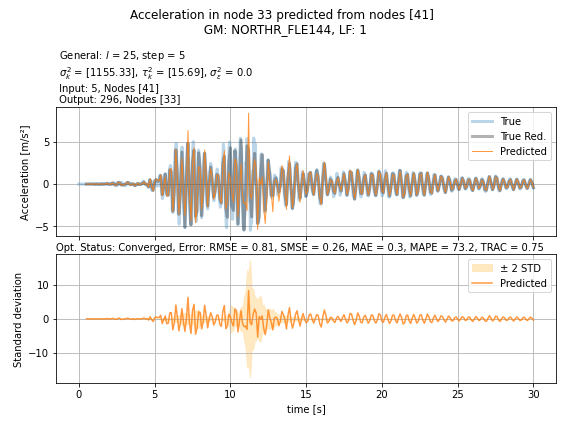 Acceleration in node 33 predicted from nodes [41]
GM: NORTHR_FLE144, LF: 1
General: l = 25, step = 5
σ²ₖ = [1155.33], τ²ₖ = [15.69], σ²ε = 0.0
Input: 5, Nodes [41]
Output: 296, Nodes [33]
Acceleration [m/s²]
5
0
−5
True
True Red.
Predicted
Opt. Status: Converged, Error: RMSE = 0.81, SMSE = 0.26, MAE = 0.3, MAPE = 73.2, TRAC = 0.75
Standard deviation
10
0
−10
± 2 STD
Predicted
0 5 10 15 20 25 30
time [s]